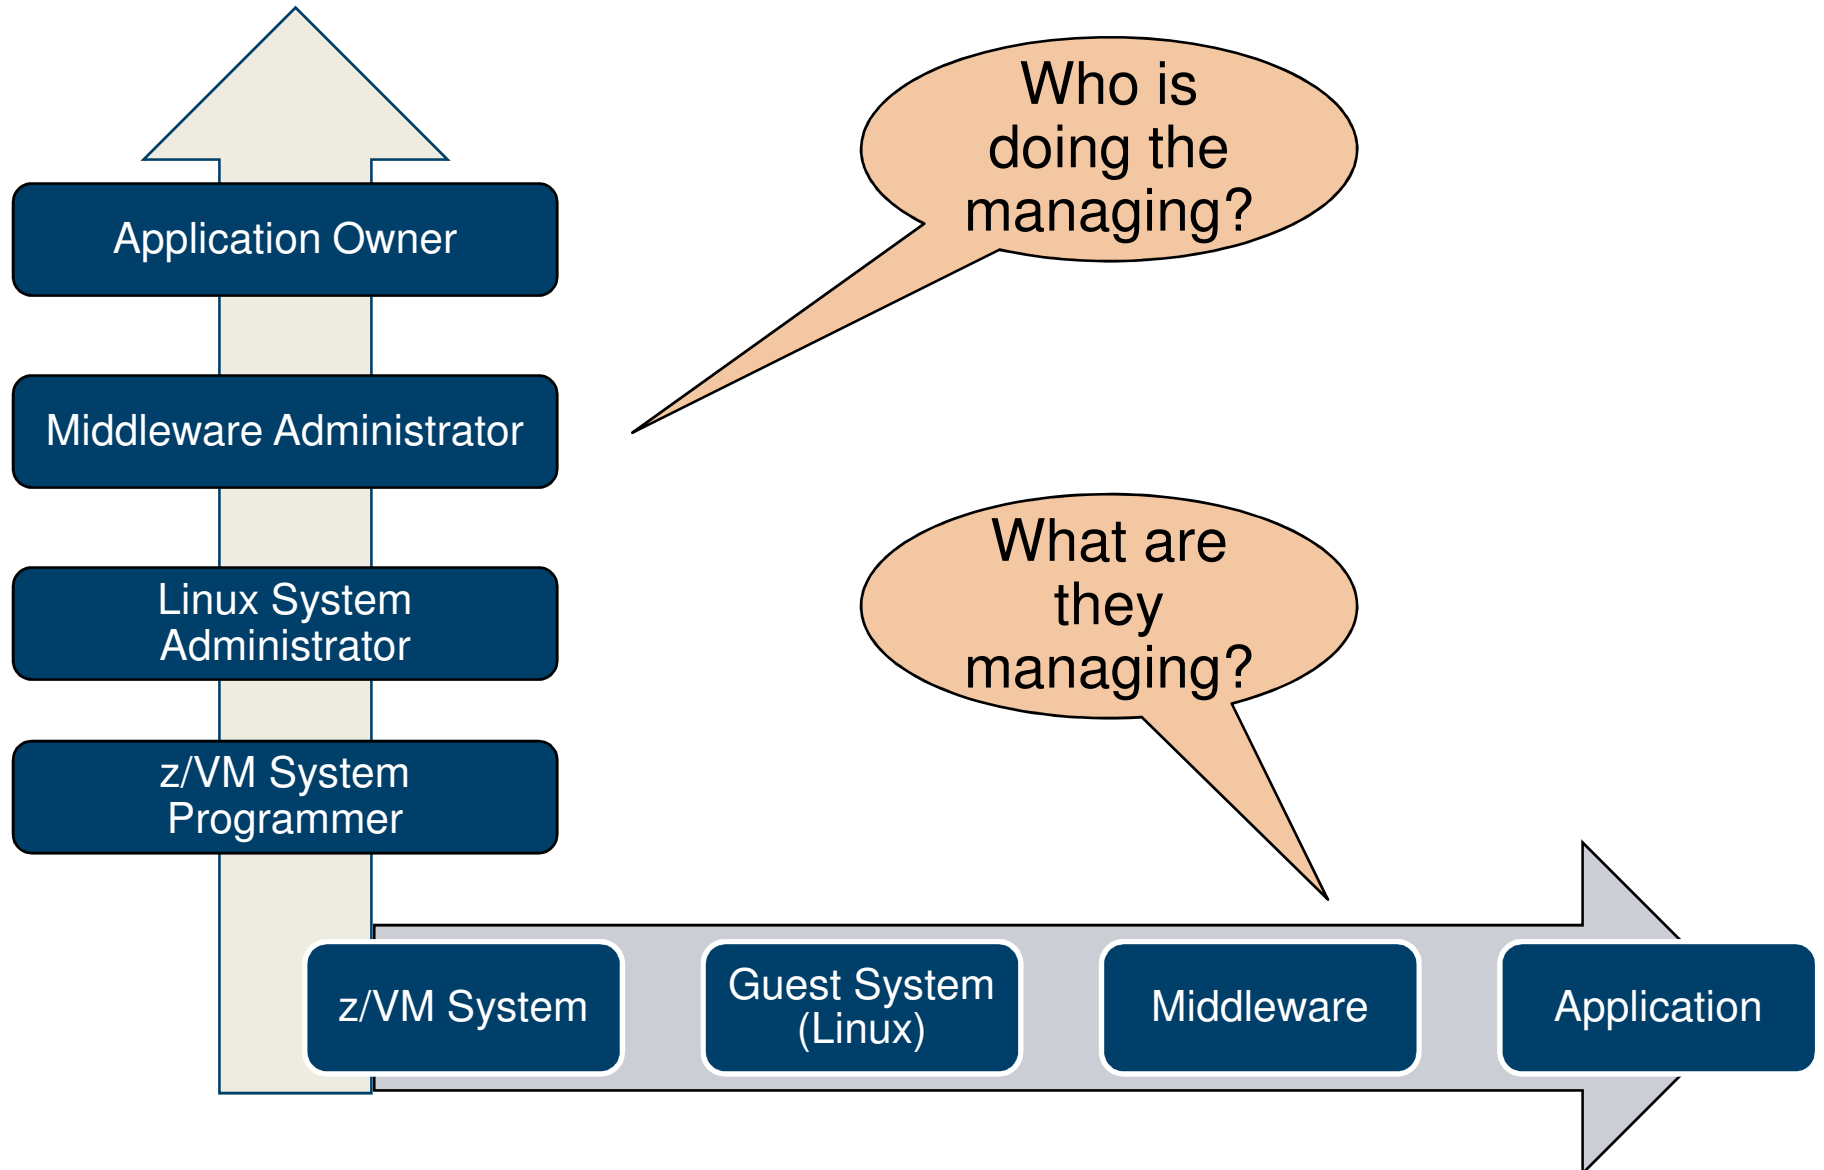 Who is
doing the
managing?
Application Owner
Middleware Administrator
Linux System
Administrator
What are
they
managing?
z/VM System
Programmer
z/VM System
Guest System
(Linux)
Middleware
Application